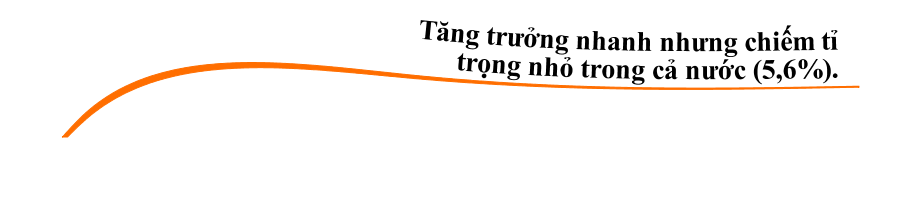 Tăng trưởng nhanh nhưng chiếm tỉ
trọng nhỏ trong cả nước (5,6%).